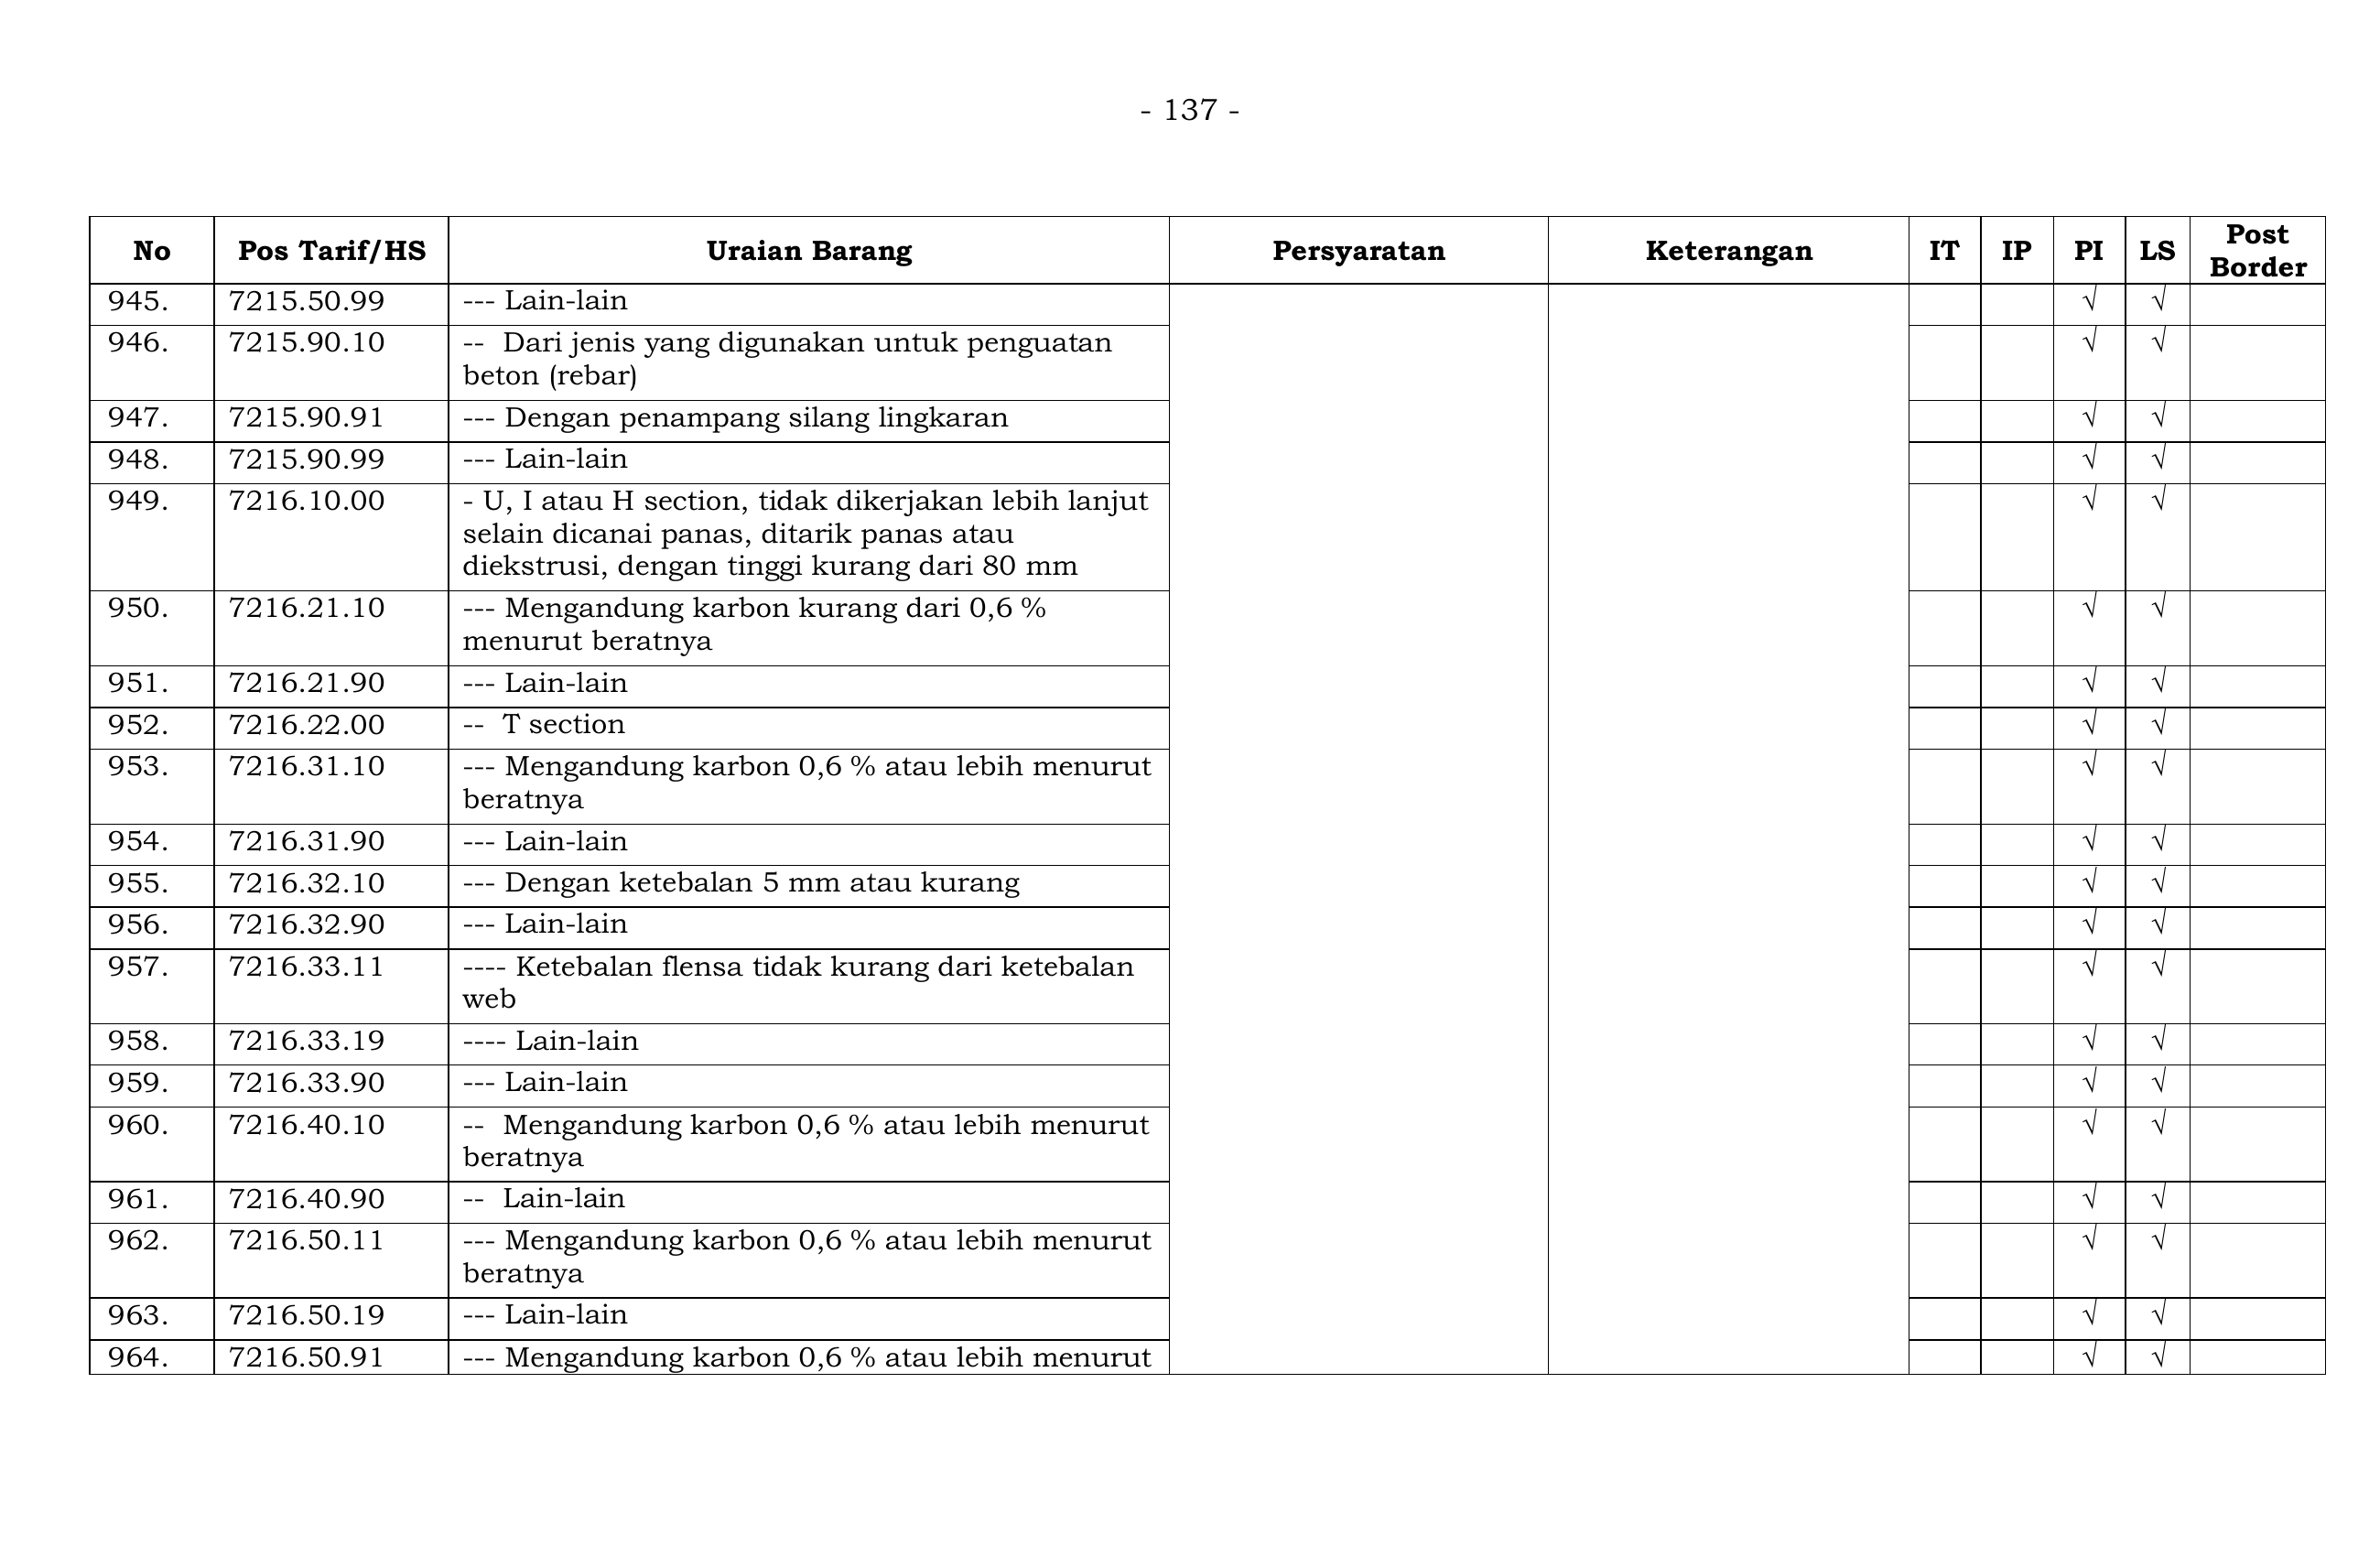 - 137 -
No Pos Tarif/HS Uraian Barang Persyaratan Keterangan IT IP PI LS Post Border
945. 7215.50.99 --- Lain-lain √ √
946. 7215.90.10 -- Dari jenis yang digunakan untuk penguatan √ √
beton (rebar)
947. 7215.90.91 --- Dengan penampang silang lingkaran √ √
948. 7215.90.99 --- Lain-lain √ √
949. 7216.10.00 - U, I atau H section, tidak dikerjakan lebih lanjut √ √
selain dicanai panas, ditarik panas atau
diekstrusi, dengan tinggi kurang dari 80 mm
950. 7216.21.10 --- Mengandung karbon kurang dari 0,6 % √ √
menurut beratnya
951. 7216.21.90 --- Lain-lain √ √
952. 7216.22.00 -- T section √ √
953. 7216.31.10 --- Mengandung karbon 0,6 % atau lebih menurut √ √
beratnya
954. 7216.31.90 --- Lain-lain √ √
955. 7216.32.10 --- Dengan ketebalan 5 mm atau kurang √ √
956. 7216.32.90 --- Lain-lain √ √
957. 7216.33.11 ---- Ketebalan flensa tidak kurang dari ketebalan √ √
web
958. 7216.33.19 ---- Lain-lain √ √
959. 7216.33.90 --- Lain-lain √ √
960. 7216.40.10 -- Mengandung karbon 0,6 % atau lebih menurut √ √
beratnya
961. 7216.40.90 -- Lain-lain √ √
962. 7216.50.11 --- Mengandung karbon 0,6 % atau lebih menurut √ √
beratnya
963. 7216.50.19 --- Lain-lain √ √
964. 7216.50.91 --- Mengandung karbon 0,6 % atau lebih menurut √ √